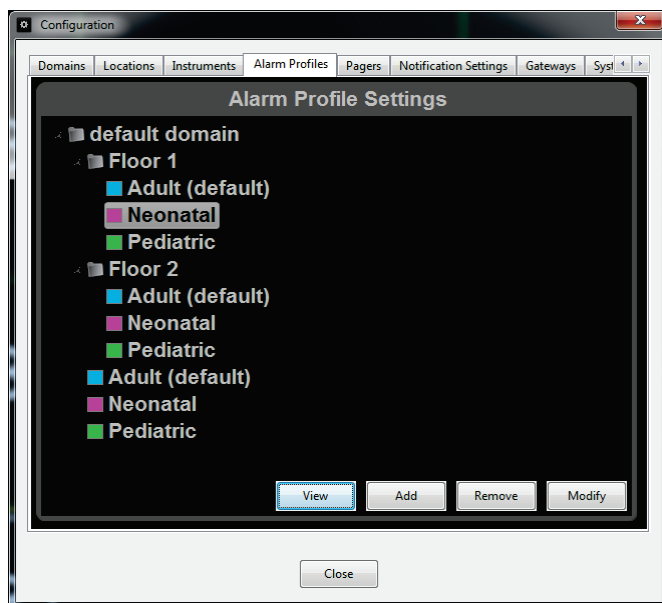 Configuration
Domains Locations Instruments Alarm Profiles Pagers Notification Settings Gateways Syst
Alarm Profile Settings
default domain
Floor 1
Adult (default)
Neonatal
Pediatric
Floor 2
Adult (default)
Neonatal
Pediatric
Adult (default)
Neonatal
Pediatric
View Add Remove Modify
Close